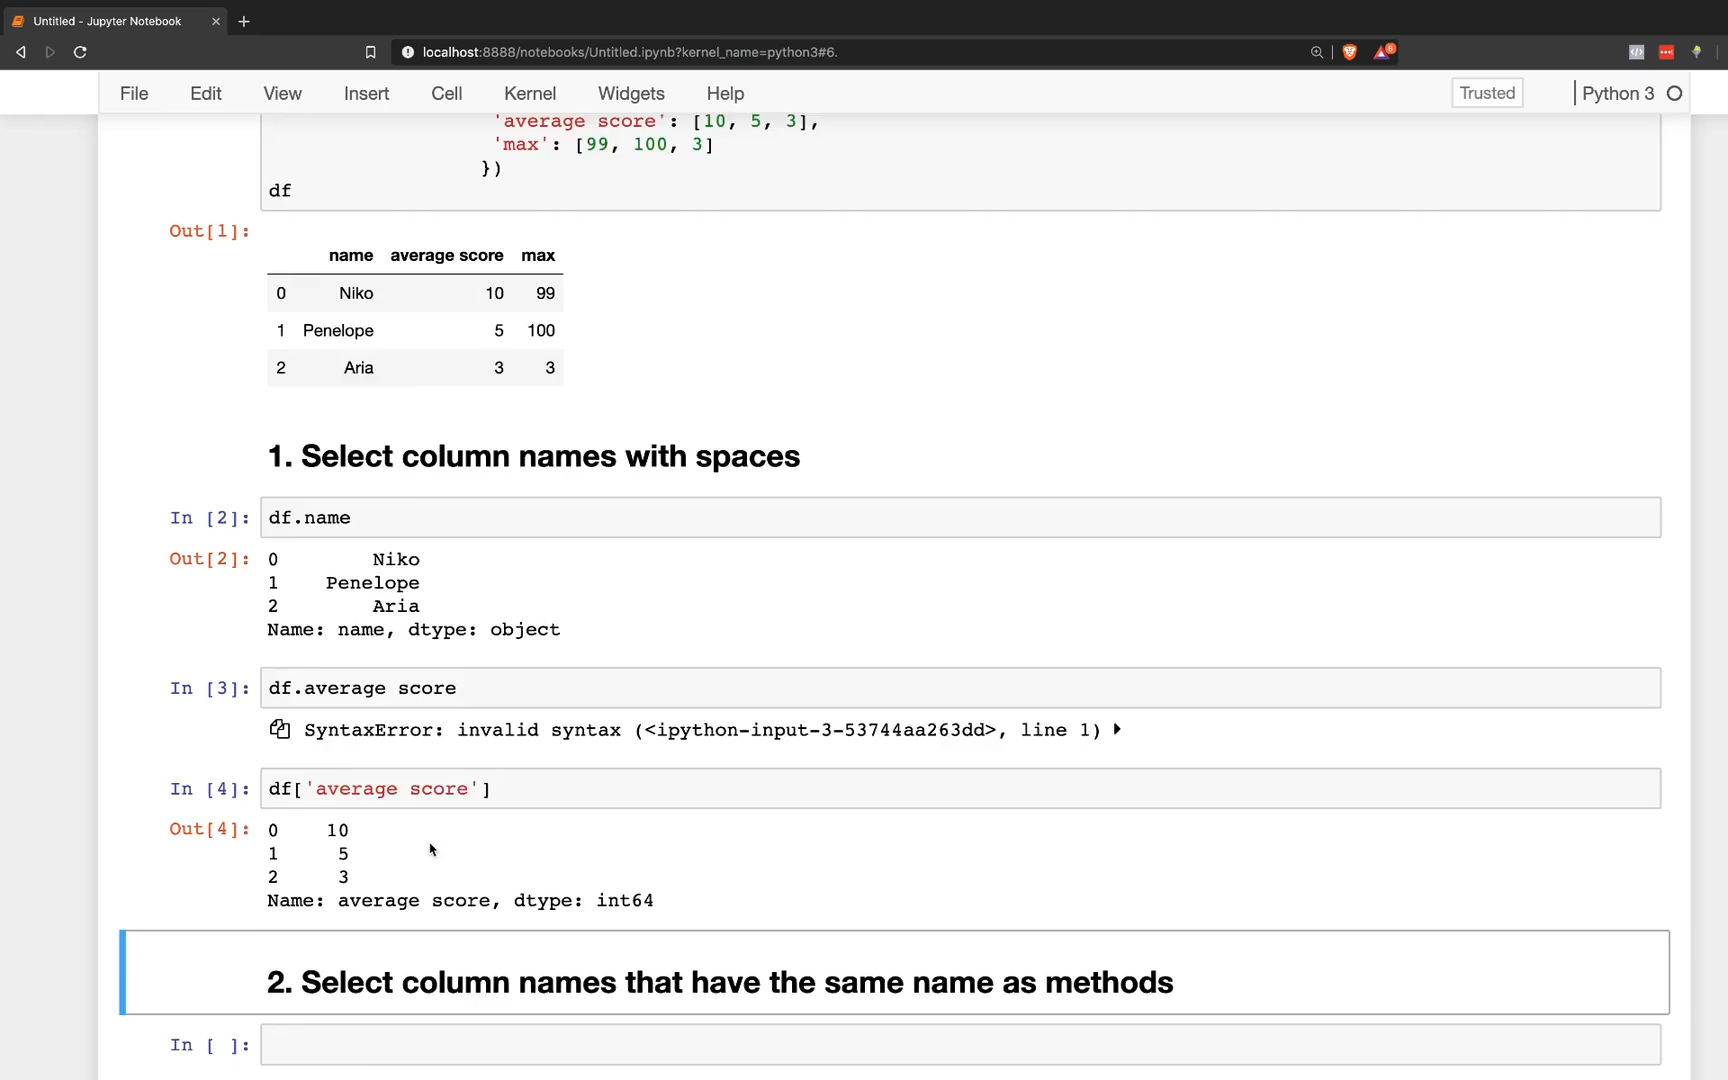 Untitled - Jupyter Notebook
localhost:8888/notebooks/Untitled.ipynb?kernel_name=python3#6.
6
File Edit View Insert Cell Kernel Widgets Help
Trusted
Python 3
'average score': [10, 5, 3],
'max': [99, 100, 3]
})
df
Out[1]:
name average score max
0 Niko 10 99
1 Penelope 5 100
2 Aria 3 3
1. Select column names with spaces
In [2]: df.name
Out[2]: 0 Niko
1 Penelope
2 Aria
Name: name, dtype: object
In [3]: df.average score
SyntaxError: invalid syntax (<ipython-input-3-53744aa263dd>, line 1)
In [4]: df['average score']
Out[4]: 0 10
1 5
2 3
Name: average score, dtype: int64
2. Select column names that have the same name as methods
In [ ]: